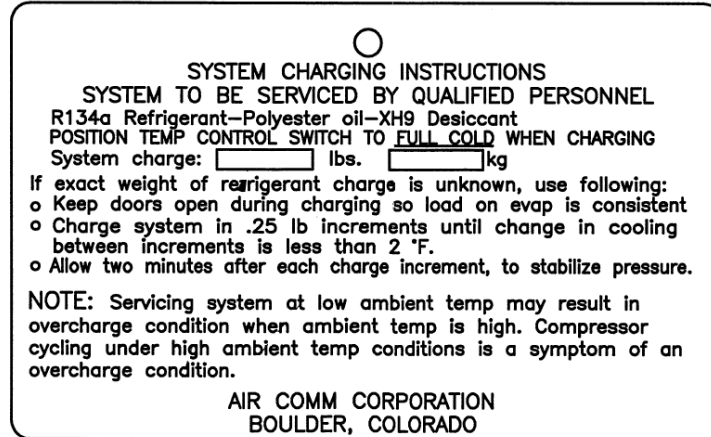 SYSTEM CHARGING INSTRUCTIONS
SYSTEM TO BE SERVICED BY QUALIFIED PERSONNEL
R134a Refrigerant–Polyester oil–XH9 Desiccant
POSITION TEMP CONTROL SWITCH TO FULL COLD WHEN CHARGING
System charge: lbs. kg
If exact weight of rerigerant charge is unknown, use following:
o Keep doors open during charging so load on evap is consistent
o Charge system in .25 lb increments until change in cooling
between increments is less than 2 °F.
o Allow two minutes after each charge increment, to stabilize pressure.
NOTE: Servicing system at low ambient temp may result in
overcharge condition when ambient temp is high. Compressor
cycling under high ambient temp conditions is a symptom of an
overcharge condition.
AIR COMM CORPORATION
BOULDER, COLORADO